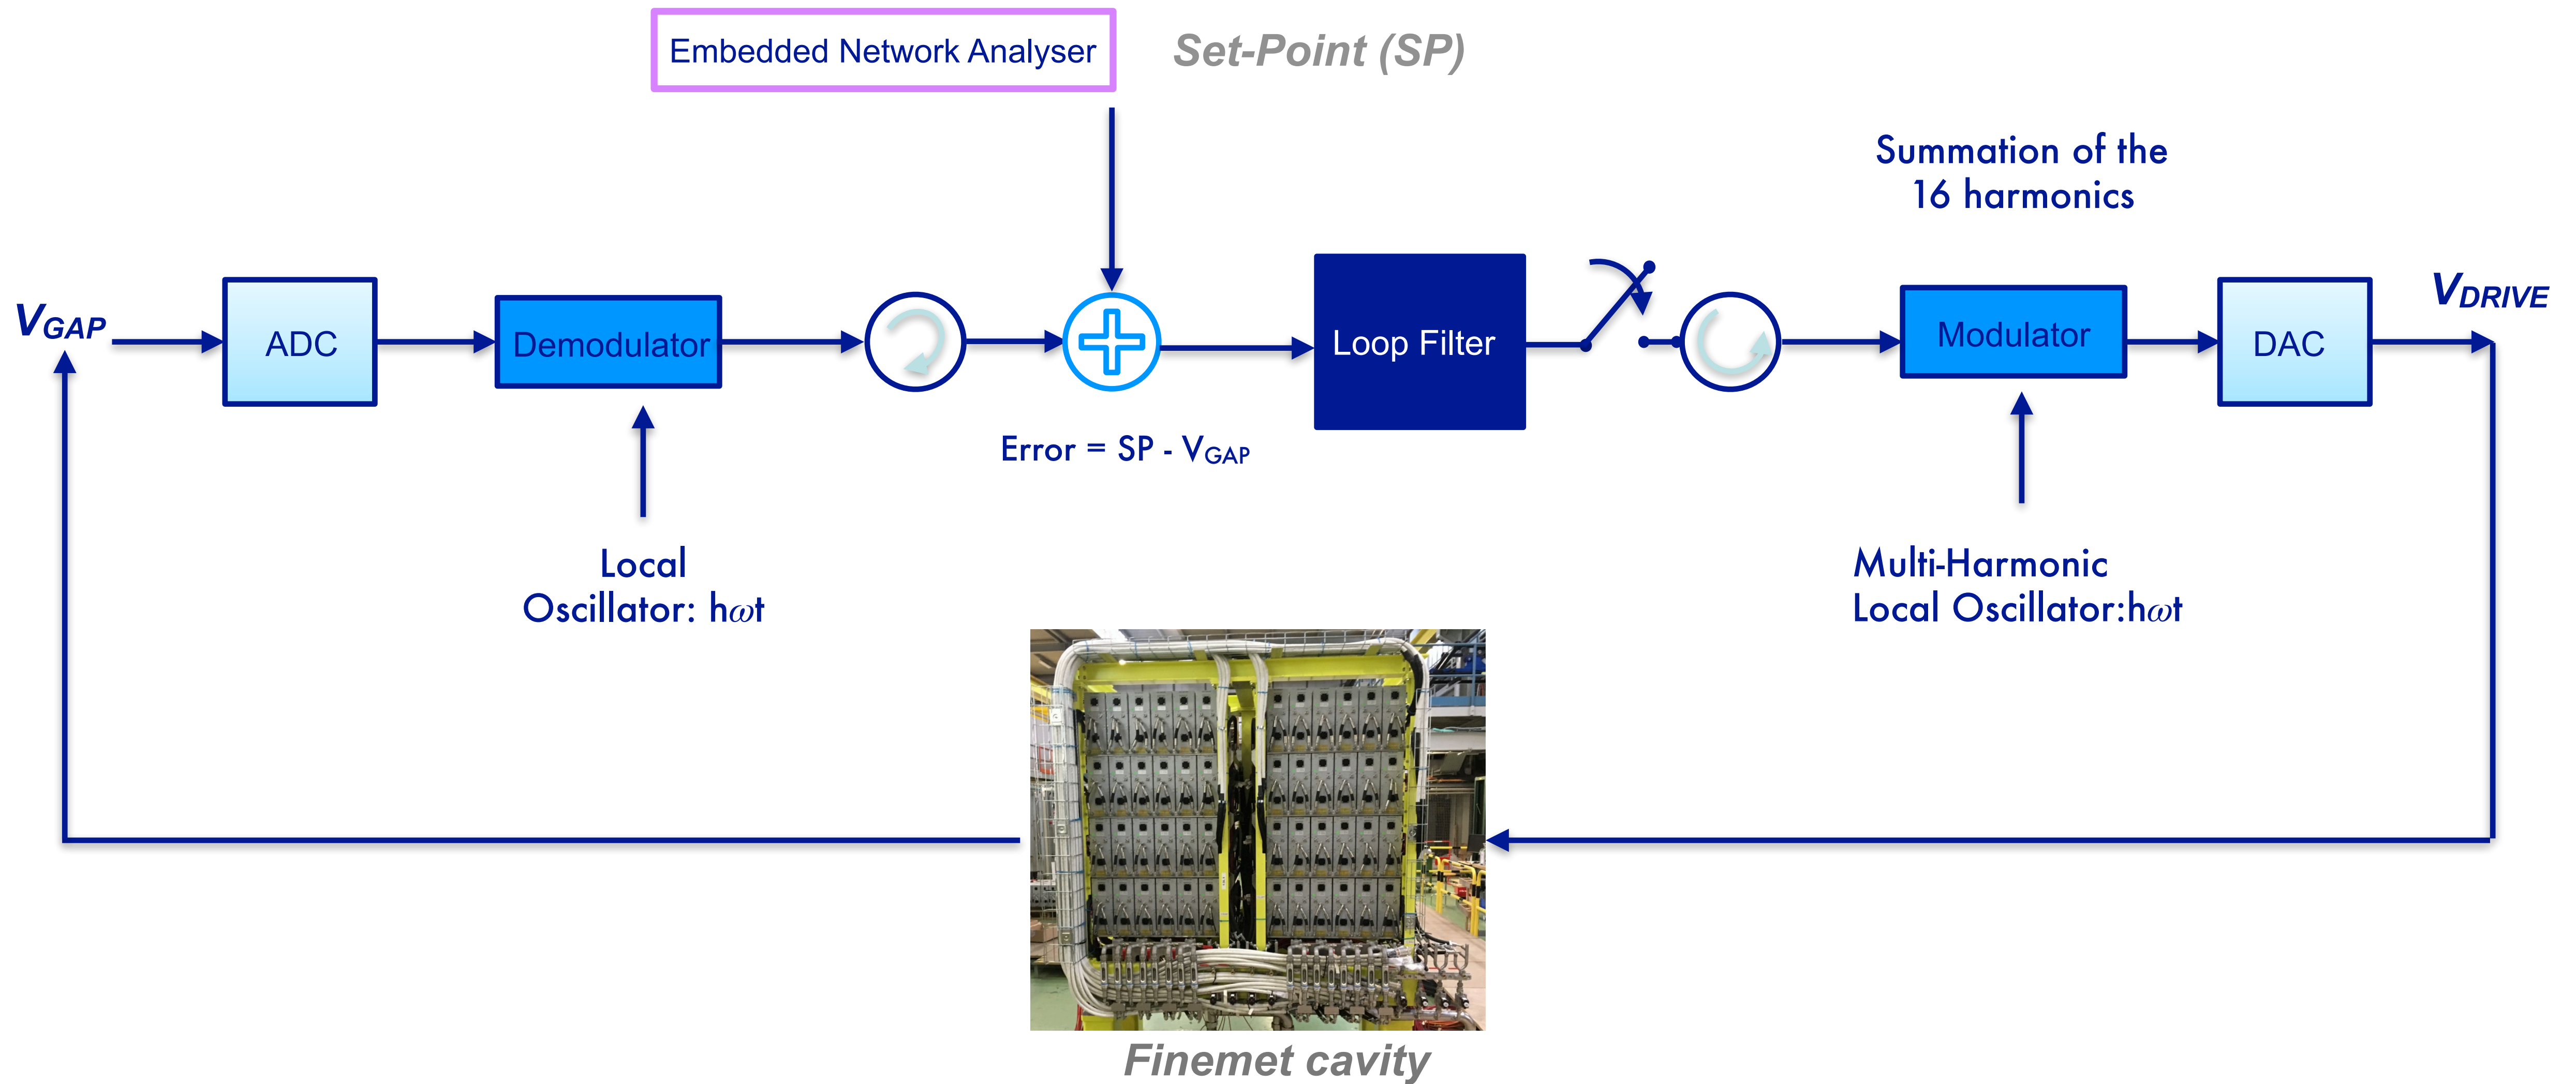 Embedded Network Analyser
Set-Point (SP)
Summation of the
16 harmonics
VGAP
ADC
Demodulator
Loop Filter
Modulator
DAC
VDRIVE
Error = SP - VGAP
Local
Oscillator: hωt
Multi-Harmonic
Local Oscillator:hωt
Finemet cavity